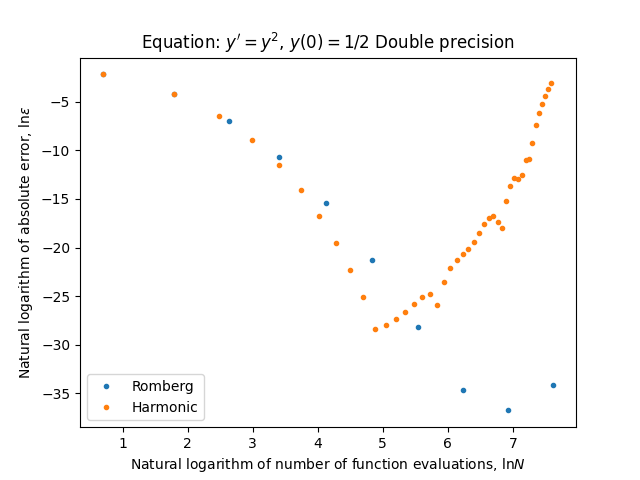 Equation: y′ = y², y(0) = 1/2 Double precision
Natural logarithm of absolute error, lnε
−5
−10
−15
−20
−25
−30
−35
Romberg
Harmonic
1 2 3 4 5 6 7
Natural logarithm of number of function evaluations, lnN